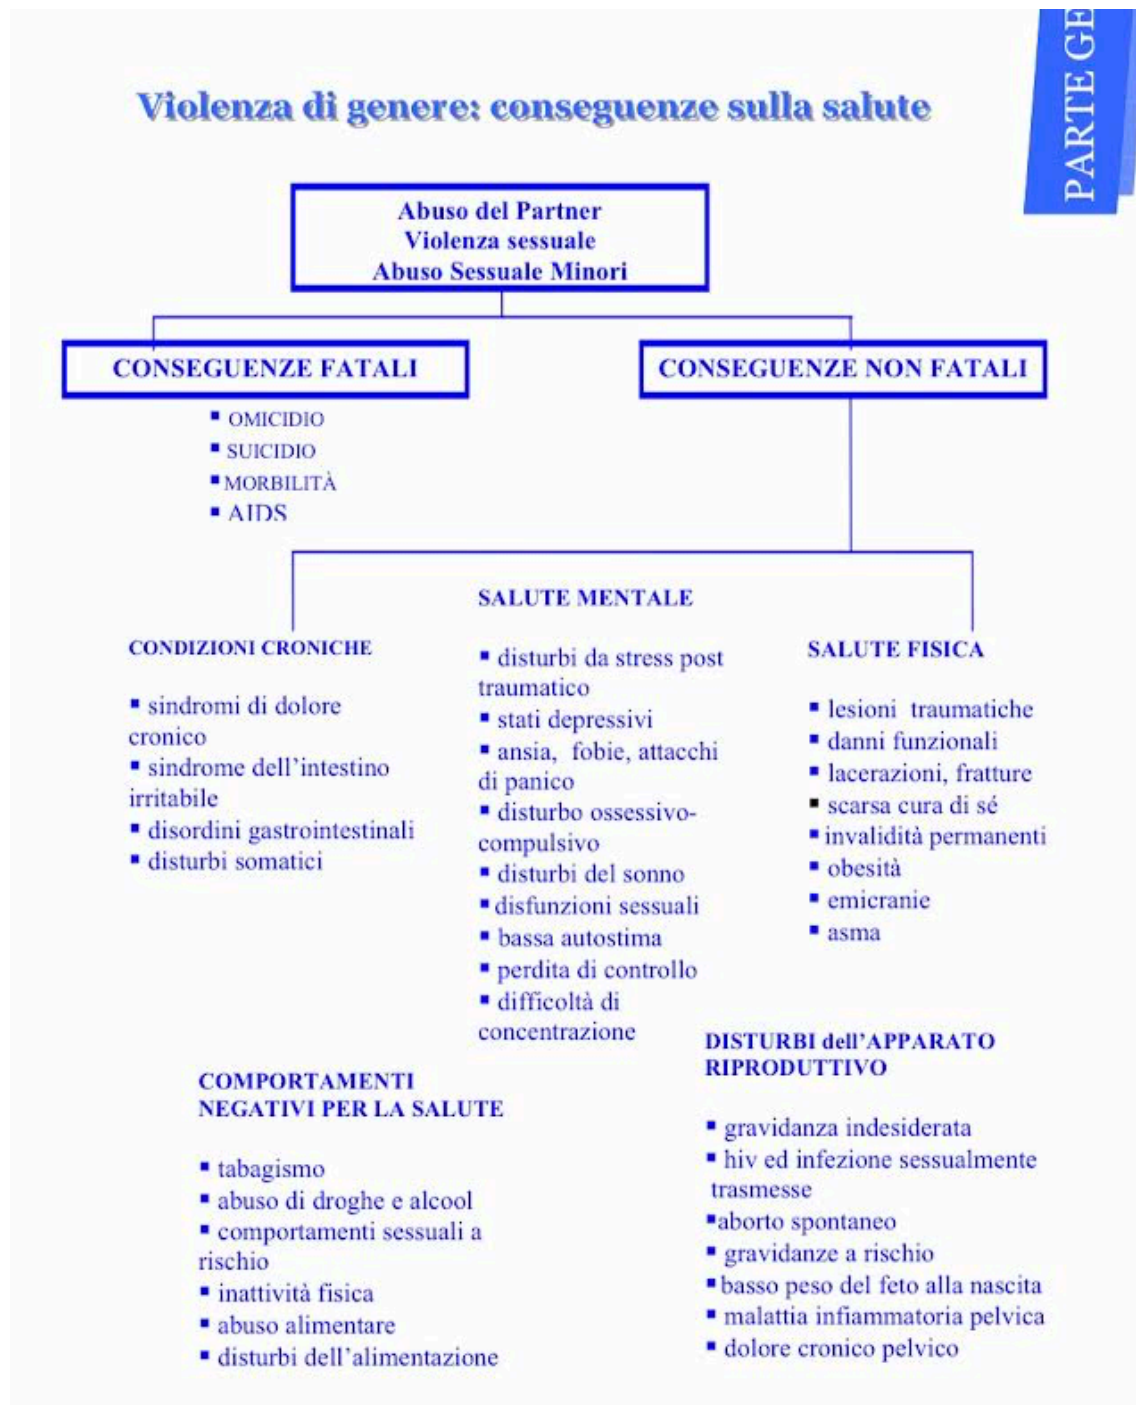 PARTE GE
Violenza di genere: conseguenze sulla salute
Abuso del Partner
Violenza sessuale
Abuso Sessuale Minori
CONSEGUENZE FATALI
▪ OMICIDIO
▪ SUICIDIO
▪ MORBILITÀ
▪ AIDS
CONSEGUENZE NON FATALI
CONDIZIONI CRONICHE
▪ sindromi di dolore
cronico
▪ sindrome dell'intestino
irritabile
▪ disordini gastrointestinali
▪ disturbi somatici
SALUTE MENTALE
▪ disturbi da stress post
traumatico
▪ stati depressivi
▪ ansia, fobie, attacchi
di panico
▪ disturbo ossessivo-
compulsivo
▪ disturbi del sonno
▪ disfunzioni sessuali
▪ bassa autostima
▪ perdita di controllo
▪ difficoltà di
concentrazione
SALUTE FISICA
▪ lesioni traumatiche
▪ danni funzionali
▪ lacerazioni, fratture
▪ scarsa cura di sé
▪ invalidità permanenti
▪ obesità
▪ emicranie
▪ asma
COMPORTAMENTI
NEGATIVI PER LA SALUTE
▪ tabagismo
▪ abuso di droghe e alcool
▪ comportamenti sessuali a
rischio
▪ inattività fisica
▪ abuso alimentare
▪ disturbi dell'alimentazione
DISTURBI dell'APPARATO
RIPRODUTTIVO
▪ gravidanza indesiderata
▪ hiv ed infezione sessualmente
trasmesse
▪ aborto spontaneo
▪ gravidanze a rischio
▪ basso peso del feto alla nascita
▪ malattia infiammatoria pelvica
▪ dolore cronico pelvico